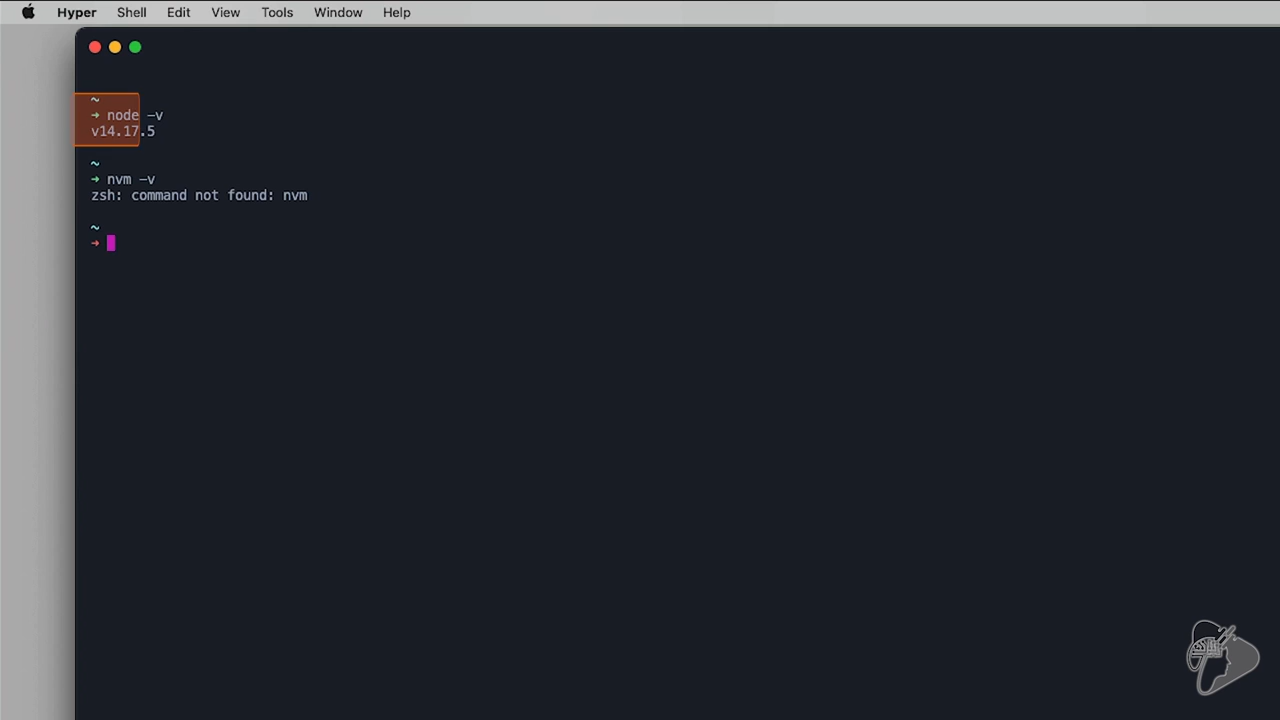 Hyper Shell Edit View Tools Window Help
~
➜ node -v
v14.17.5
~
➜ nvm -v
zsh: command not found: nvm
~
➜